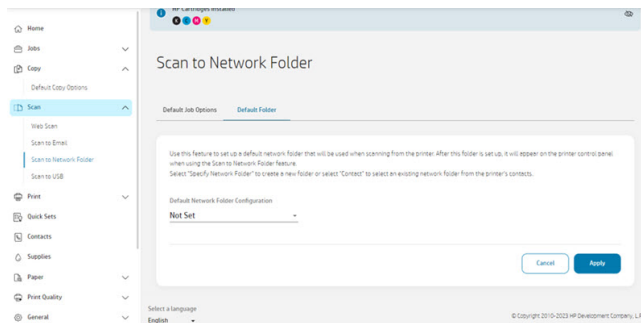 HP Cartridges Installed
K C M Y
Home
Jobs
Copy
Default Copy Options
Scan
Web Scan
Scan to Email
Scan to Network Folder
Scan to USB
Print
Quick Sets
Contacts
Supplies
Paper
Print Quality
General
Scan to Network Folder
Default Job Options Default Folder
Use this feature to set up a default network folder that will be used when scanning from the printer. After this folder is set up, it will appear on the printer control panel
when using the Scan to Network Folder feature.
Select "Specify Network Folder" to create a new folder or select "Contact" to select an existing network folder from the printer's contacts.
Default Network Folder Configuration
Not Set
Cancel Apply
Select a language
English
© Copyright 2010-2023 HP Development Company, L.P